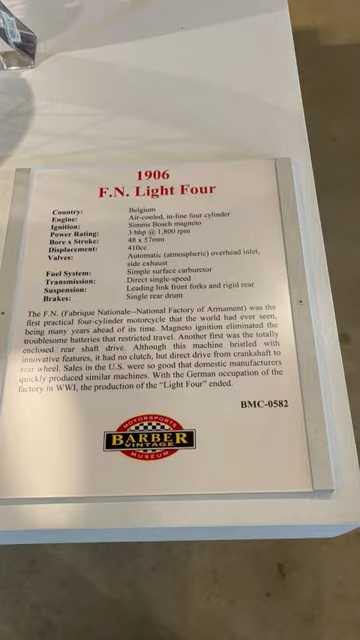 1906
F.N. Light Four
Country: Belgium
Engine: Air-cooled, in-line four cylinder
Ignition: Simms Bosch magneto
Power Rating: 3 bhp @ 1,800 rpm
Bore x Stroke: 48 x 57mm
Displacement: 410cc
Valves: Automatic (atmospheric) overhead inlet,
side exhaust
Fuel System: Simple surface carburetor
Transmission: Direct single-speed
Suspension: Leading link front forks and rigid rear
Brakes: Single rear drum
The F.N. (Fabrique Nationale--National Factory of Armament) was the
first practical four-cylinder motorcycle that the world had ever seen,
being many years ahead of its time. Magneto ignition eliminated the
troublesome batteries that restricted travel. Another first was the totally
enclosed rear shaft drive. Although this machine bristled with
innovative features, it had no clutch, but direct drive from crankshaft to
rear wheel. Sales in the U.S. were so good that domestic manufacturers
quickly produced similar machines. With the German occupation of the
factory in WWI, the production of the "Light Four" ended.
BMC-0582
MOTORSPORTS
BARBER
VINTAGE
MUSEUM